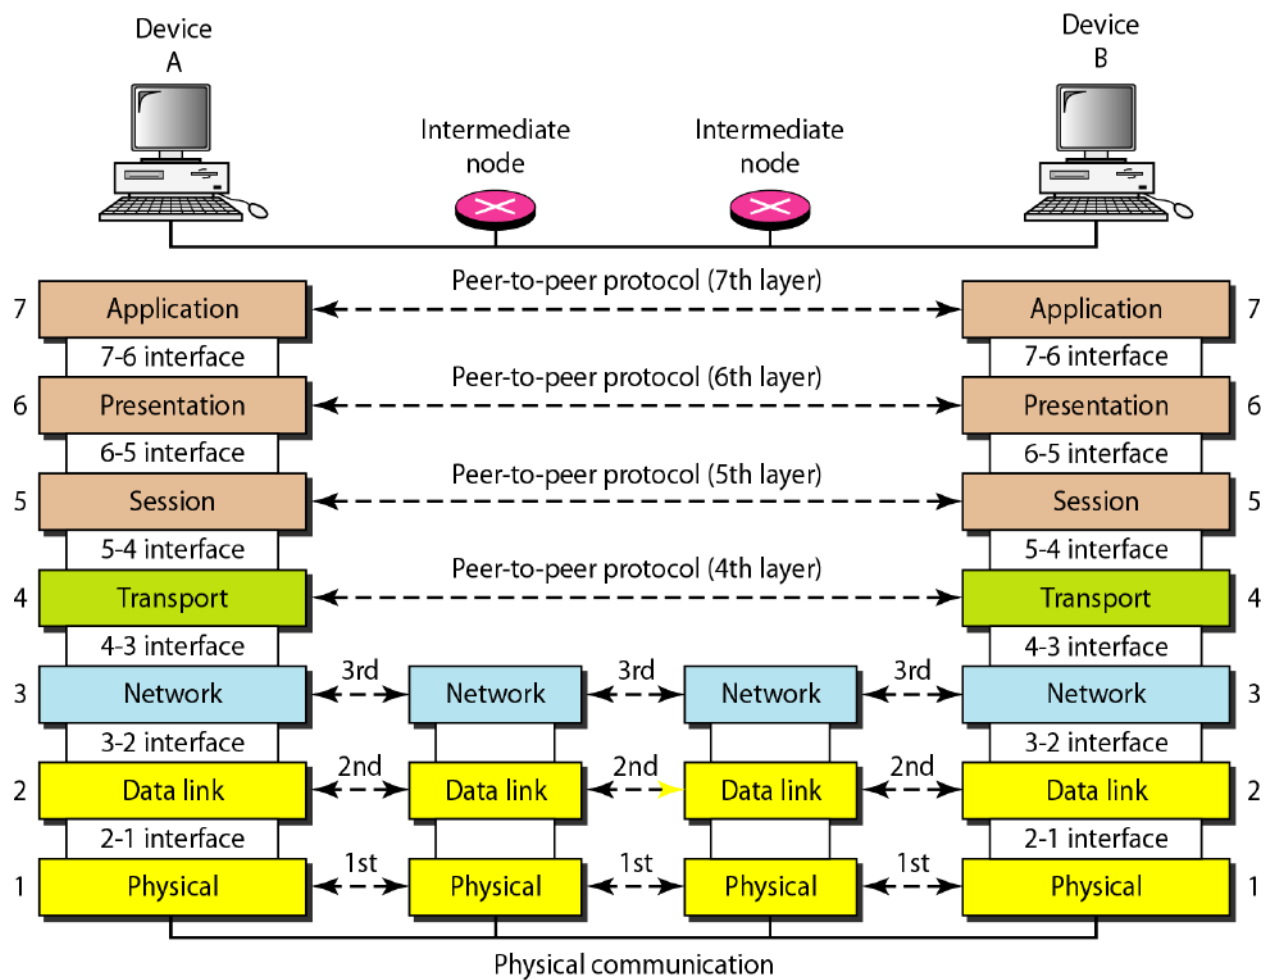 Device
A
Device
B
Intermediate
node
Intermediate
node
Peer-to-peer protocol (7th layer)
7 Application Application 7
7-6 interface 7-6 interface
Peer-to-peer protocol (6th layer)
6 Presentation Presentation 6
6-5 interface 6-5 interface
Peer-to-peer protocol (5th layer)
5 Session Session 5
5-4 interface 5-4 interface
Peer-to-peer protocol (4th layer)
4 Transport Transport 4
4-3 interface 4-3 interface
3rd 3rd 3rd
3 Network Network Network Network 3
3-2 interface 3-2 interface
2nd 2nd 2nd
2 Data link Data link Data link Data link 2
2-1 interface 2-1 interface
1st 1st 1st
1 Physical Physical Physical Physical 1
Physical communication